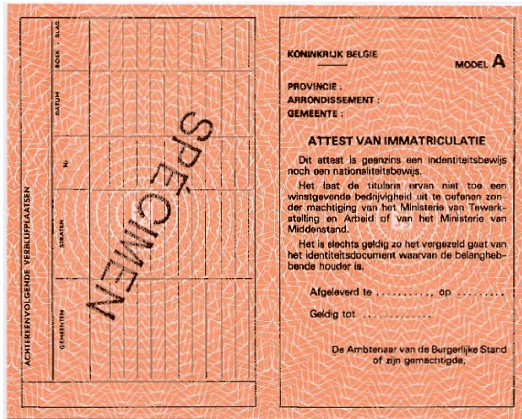 ACHTEREENVOLGENDE VERBLIJFPLAATSEN
GEMEENTEN
STRATEN
Nr
DATUM
BOEK - BLAD
SPÉCIMEN
KONINKRIJK BELGIE
MODEL A
PROVINCIE :
ARRONDISSEMENT :
GEMEENTE :
ATTEST VAN IMMATRICULATIE
Dit attest is geenzins een indentiteitsbewijs
noch een nationaliteitsbewijs.
Het laat de titularis ervan niet toe een
winstgevende bedrijvigheid uit te oefenen zon-
der machtiging van het Ministerie van Tewerk-
stelling en Arbeid of van het Ministerie van
Middenstand.
Het is slechts geldig zo het vergezeld gaat van
het identiteitsdocument waarvan de belangheb-
bende houder is.
Afgeleverd te .........., op ........
Geldig tot ............
De Ambtenaar van de Burgerlijke Stand
of zijn gemachtigde,